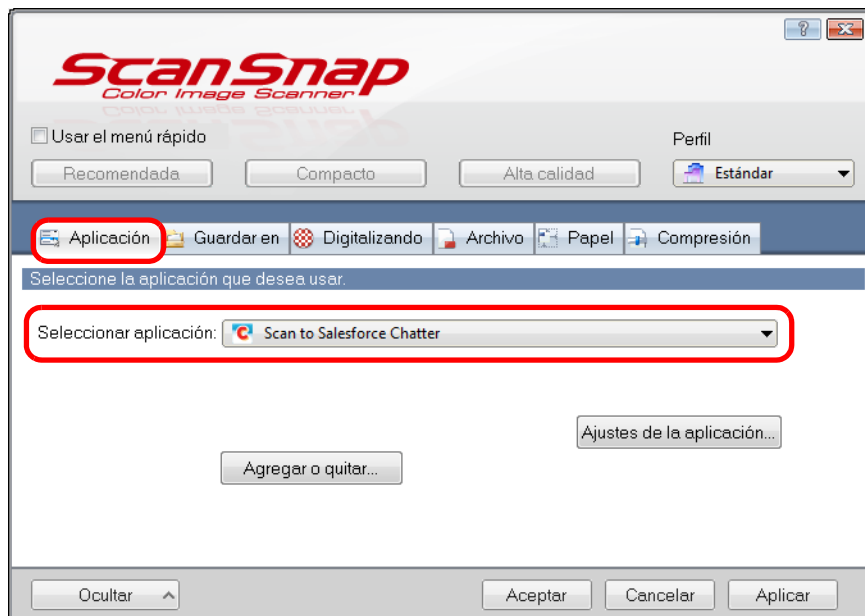 ScanSnap
Color Image Scanner
Usar el menú rápido
Perfil
Recomendada Compacto Alta calidad Estándar
Aplicación Guardar en Digitalizando Archivo Papel Compresión
Seleccione la aplicación que desea usar.
Seleccionar aplicación: C Scan to Salesforce Chatter
Ajustes de la aplicación...
Agregar o quitar...
Ocultar Aceptar Cancelar Aplicar